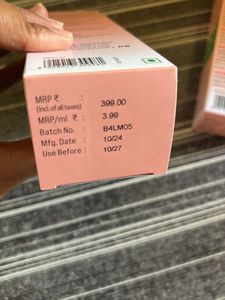 MRP ₹ : 399.00
(Incl. of all taxes)
MRP/ml ₹ : 3.99
Batch No. : B4LM05
Mfg. Date : 10/24
Use Before : 10/27